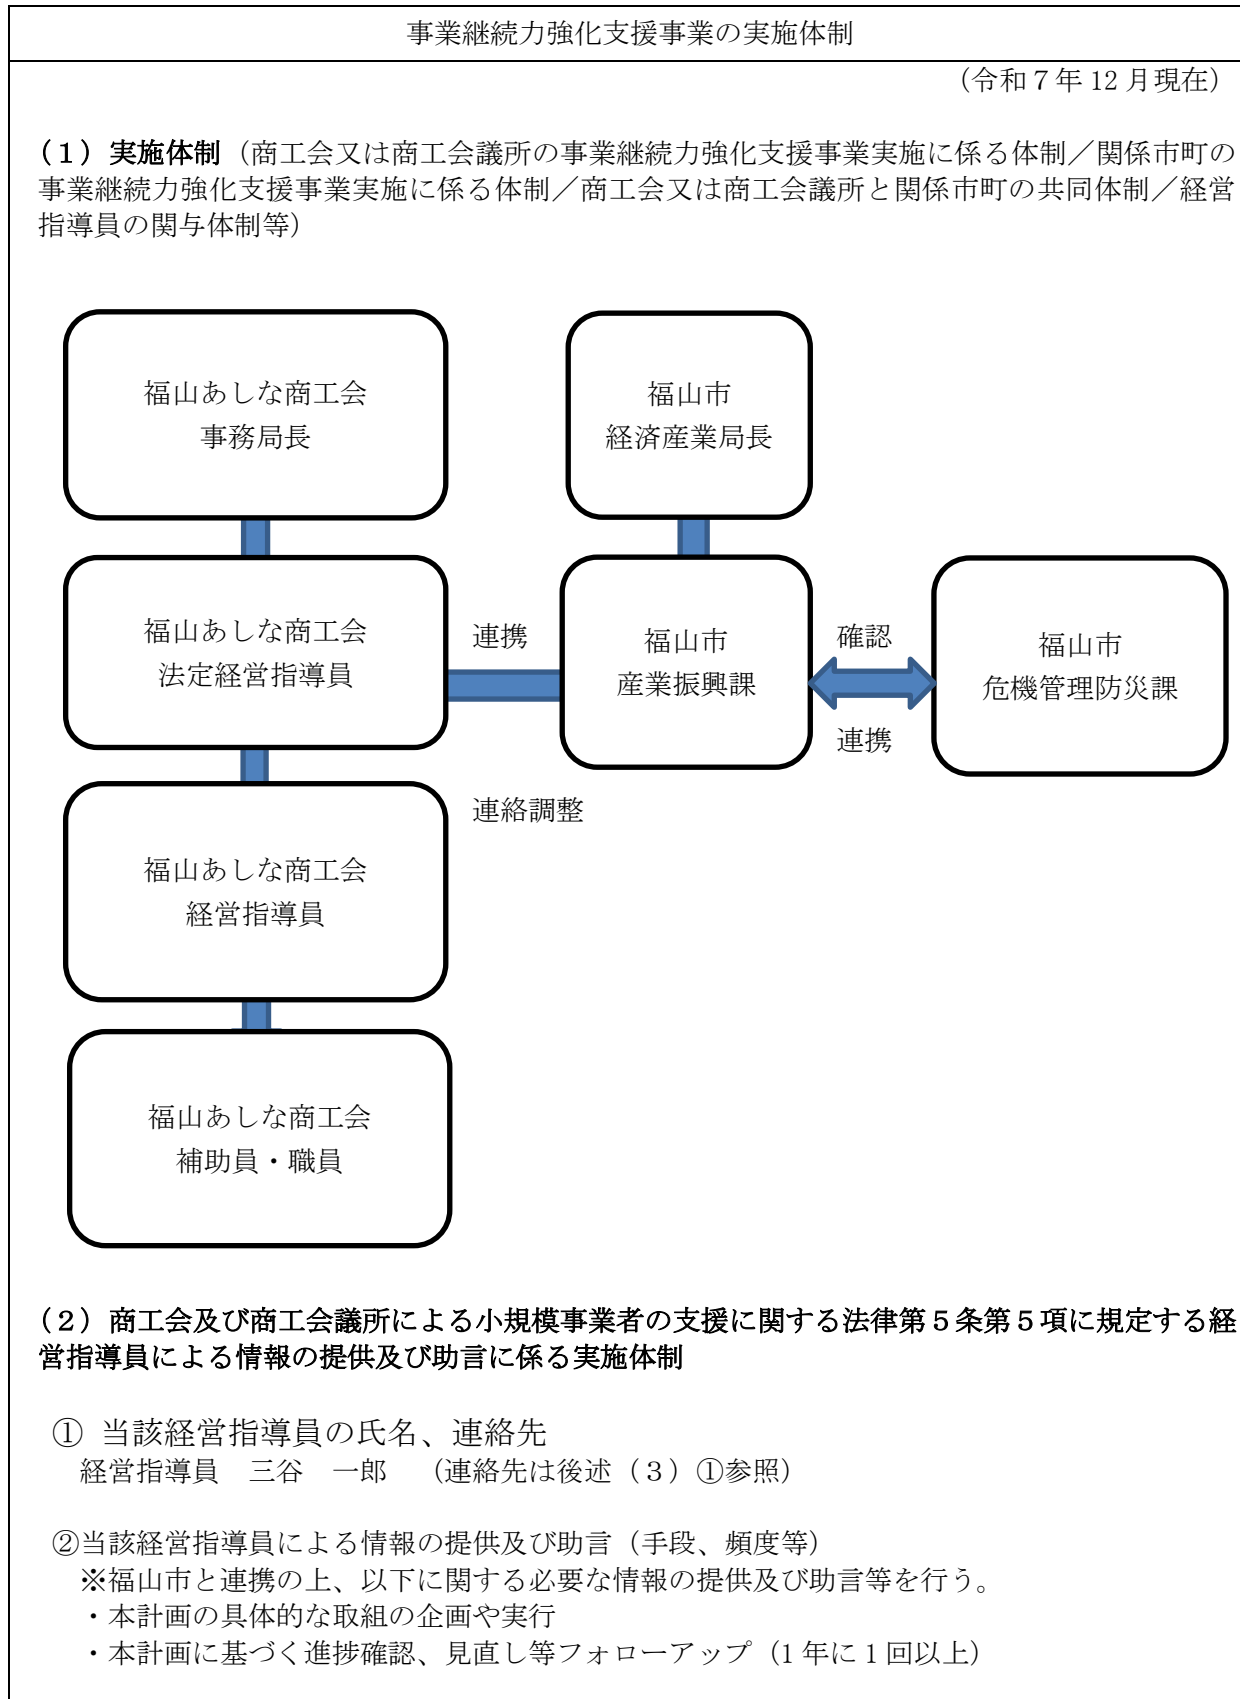 事業継続力強化支援事業の実施体制
（令和７年 12 月現在）
（１）実施体制（商工会又は商工会議所の事業継続力強化支援事業実施に係る体制／関係市町の
事業継続力強化支援事業実施に係る体制／商工会又は商工会議所と関係市町の共同体制／経営
指導員の関与体制等）
福山あしな商工会
事務局長
福山市
経済産業局長
福山あしな商工会
法定経営指導員
連携
福山市
産業振興課
確認
連携
福山市
危機管理防災課
連絡調整
福山あしな商工会
経営指導員
福山あしな商工会
補助員・職員
（２）商工会及び商工会議所による小規模事業者の支援に関する法律第５条第５項に規定する経
営指導員による情報の提供及び助言に係る実施体制
① 当該経営指導員の氏名、連絡先
経営指導員　三谷　一郎　（連絡先は後述（３）①参照）
②当該経営指導員による情報の提供及び助言（手段、頻度等）
※福山市と連携の上、以下に関する必要な情報の提供及び助言等を行う。
・本計画の具体的な取組の企画や実行
・本計画に基づく進捗確認、見直し等フォローアップ（1 年に 1 回以上）